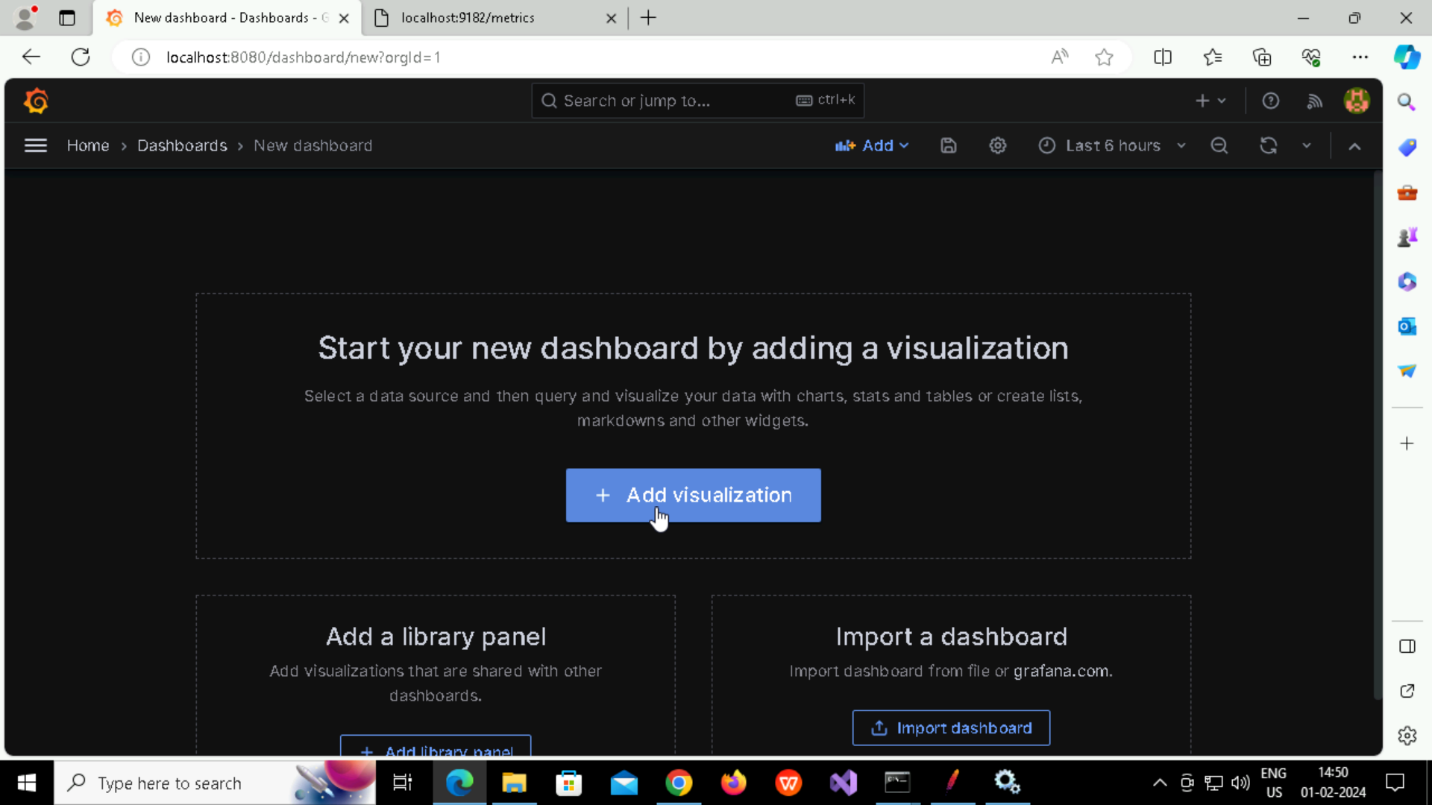 New dashboard - Dashboards - G
localhost:9182/metrics
localhost:8080/dashboard/new?orgId=1
Search or jump to...
ctrl+k
Home › Dashboards › New dashboard
Add
Last 6 hours
Start your new dashboard by adding a visualization
Select a data source and then query and visualize your data with charts, stats and tables or create lists,
markdowns and other widgets.
+ Add visualization
Add a library panel
Add visualizations that are shared with other
dashboards.
+ Add library panel
Import a dashboard
Import dashboard from file or grafana.com.
Import dashboard
Type here to search
ENG
US
14:50
01-02-2024